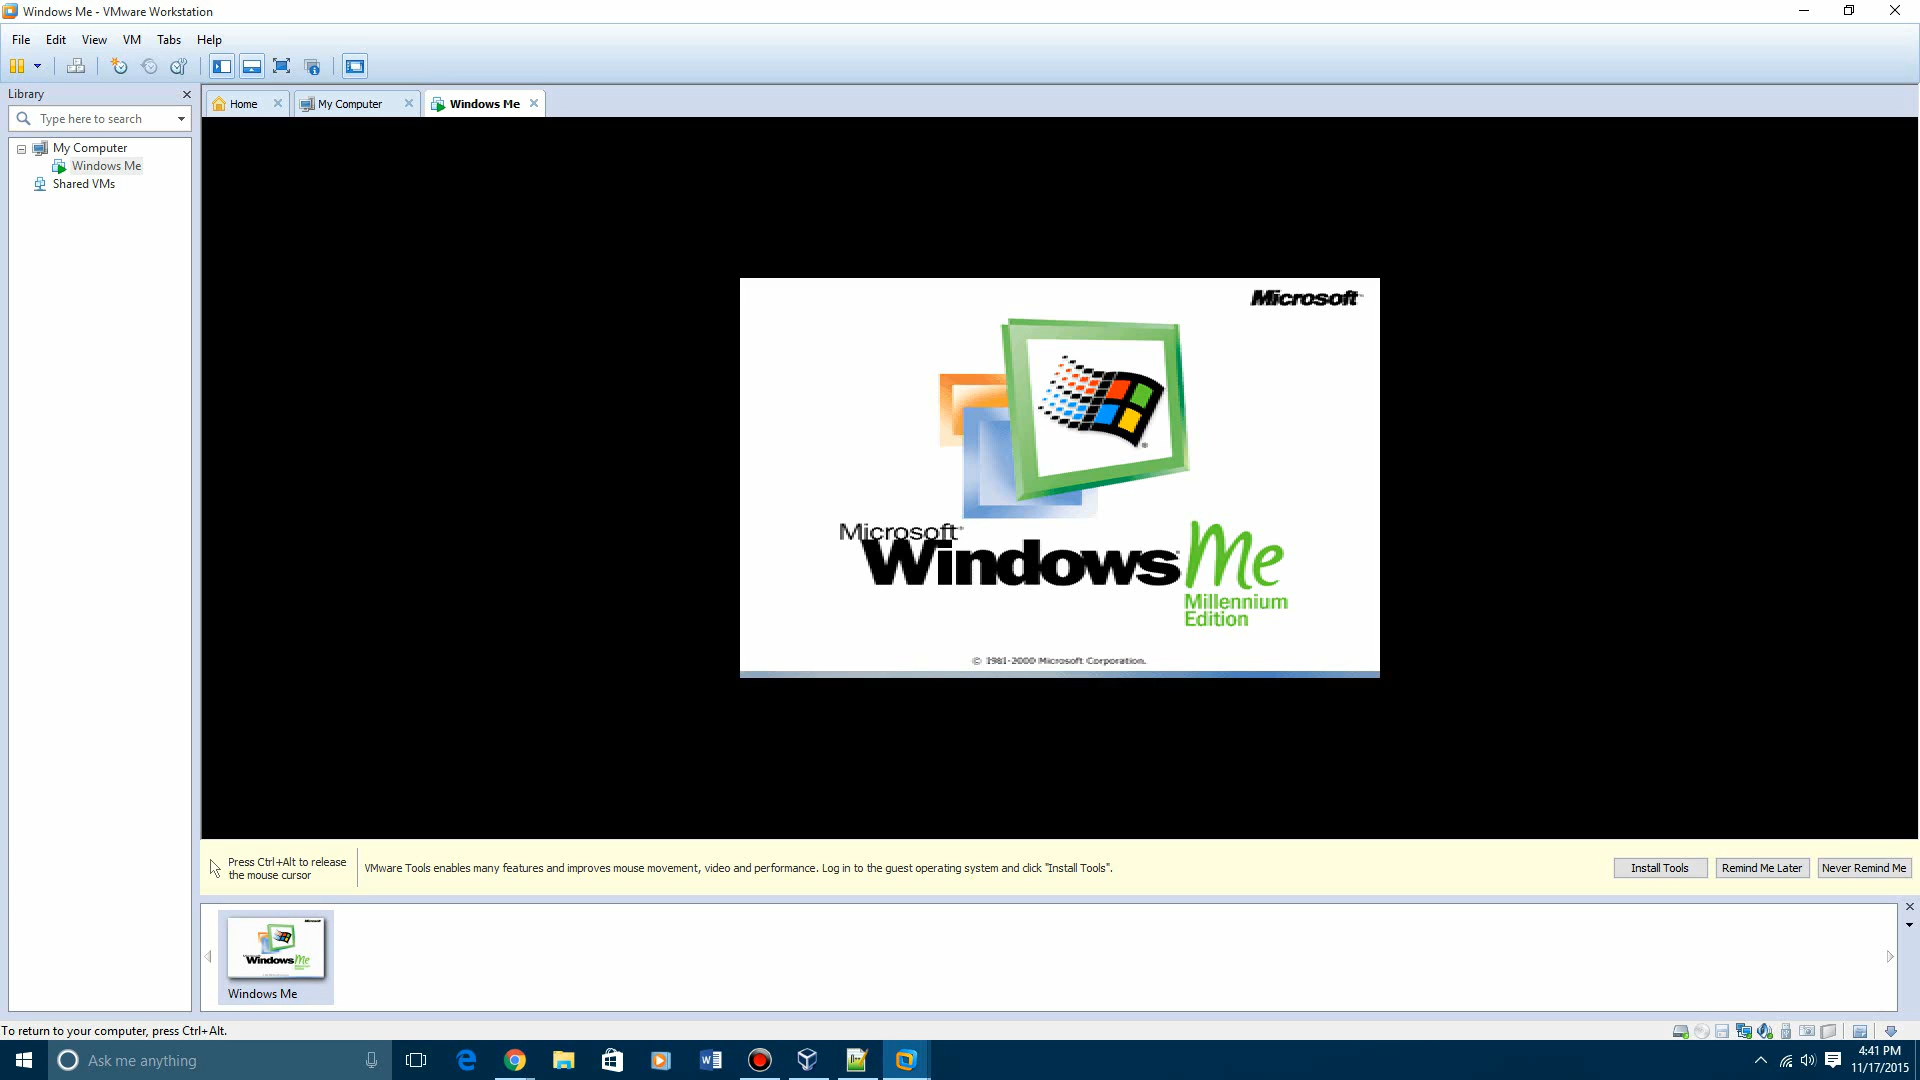 Windows Me - VMware Workstation
File Edit View VM Tabs Help
Library
Home
My Computer
Windows Me
Type here to search
My Computer
Windows Me
Shared VMs
Microsoft
Microsoft
Windows Me
Millennium
Edition
© 1981-2000 Microsoft Corporation.
Press Ctrl+Alt to release
the mouse cursor
VMware Tools enables many features and improves mouse movement, video and performance. Log in to the guest operating system and click "Install Tools".
Install Tools
Remind Me Later
Never Remind Me
Windows Me
Windows Me
To return to your computer, press Ctrl+Alt.
Ask me anything
4:41 PM
11/17/2015